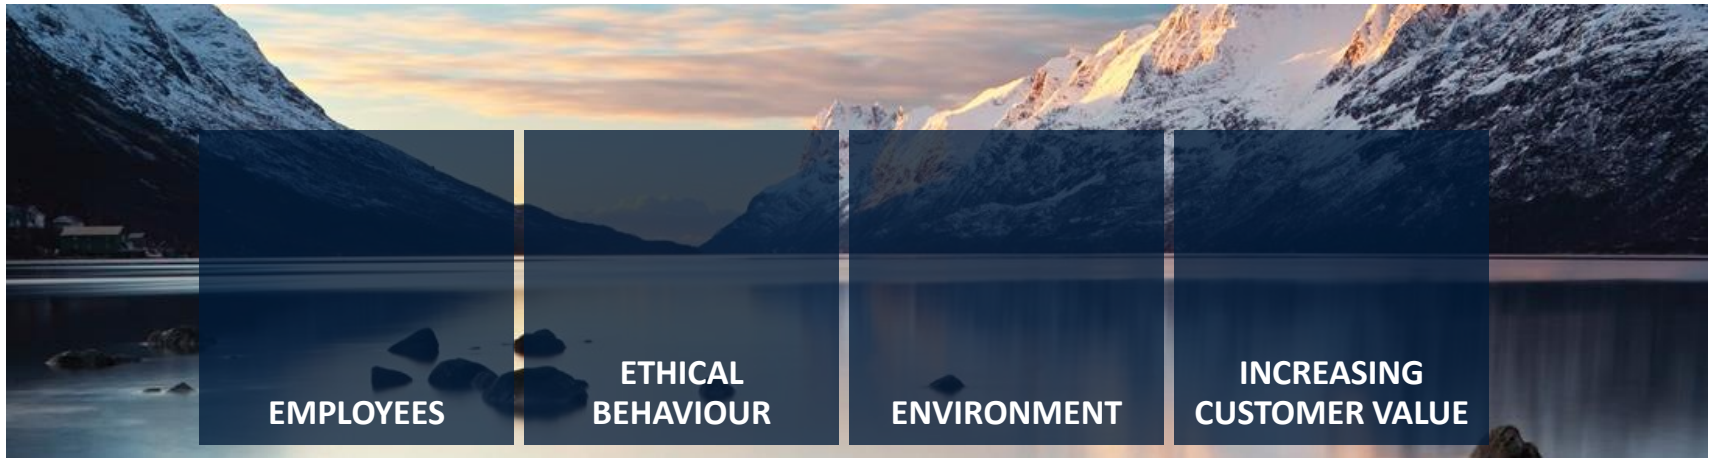 EMPLOYEES
ETHICAL
BEHAVIOUR
ENVIRONMENT
INCREASING
CUSTOMER VALUE